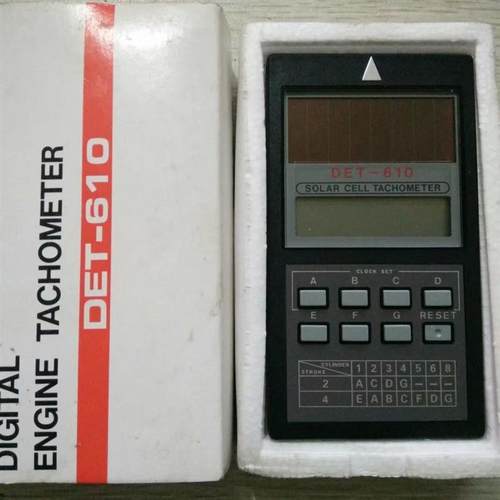 DIGITAL
ENGINE TACHOMETER
DET-610
DET-610
SOLAR CELL TACHOMETER
CLOCK SET
A B C D
E F G RESET
CYLINDER 1 2 3 4 5 6 8
STROKE
2 A C D G — — —
4 E A B C F D G